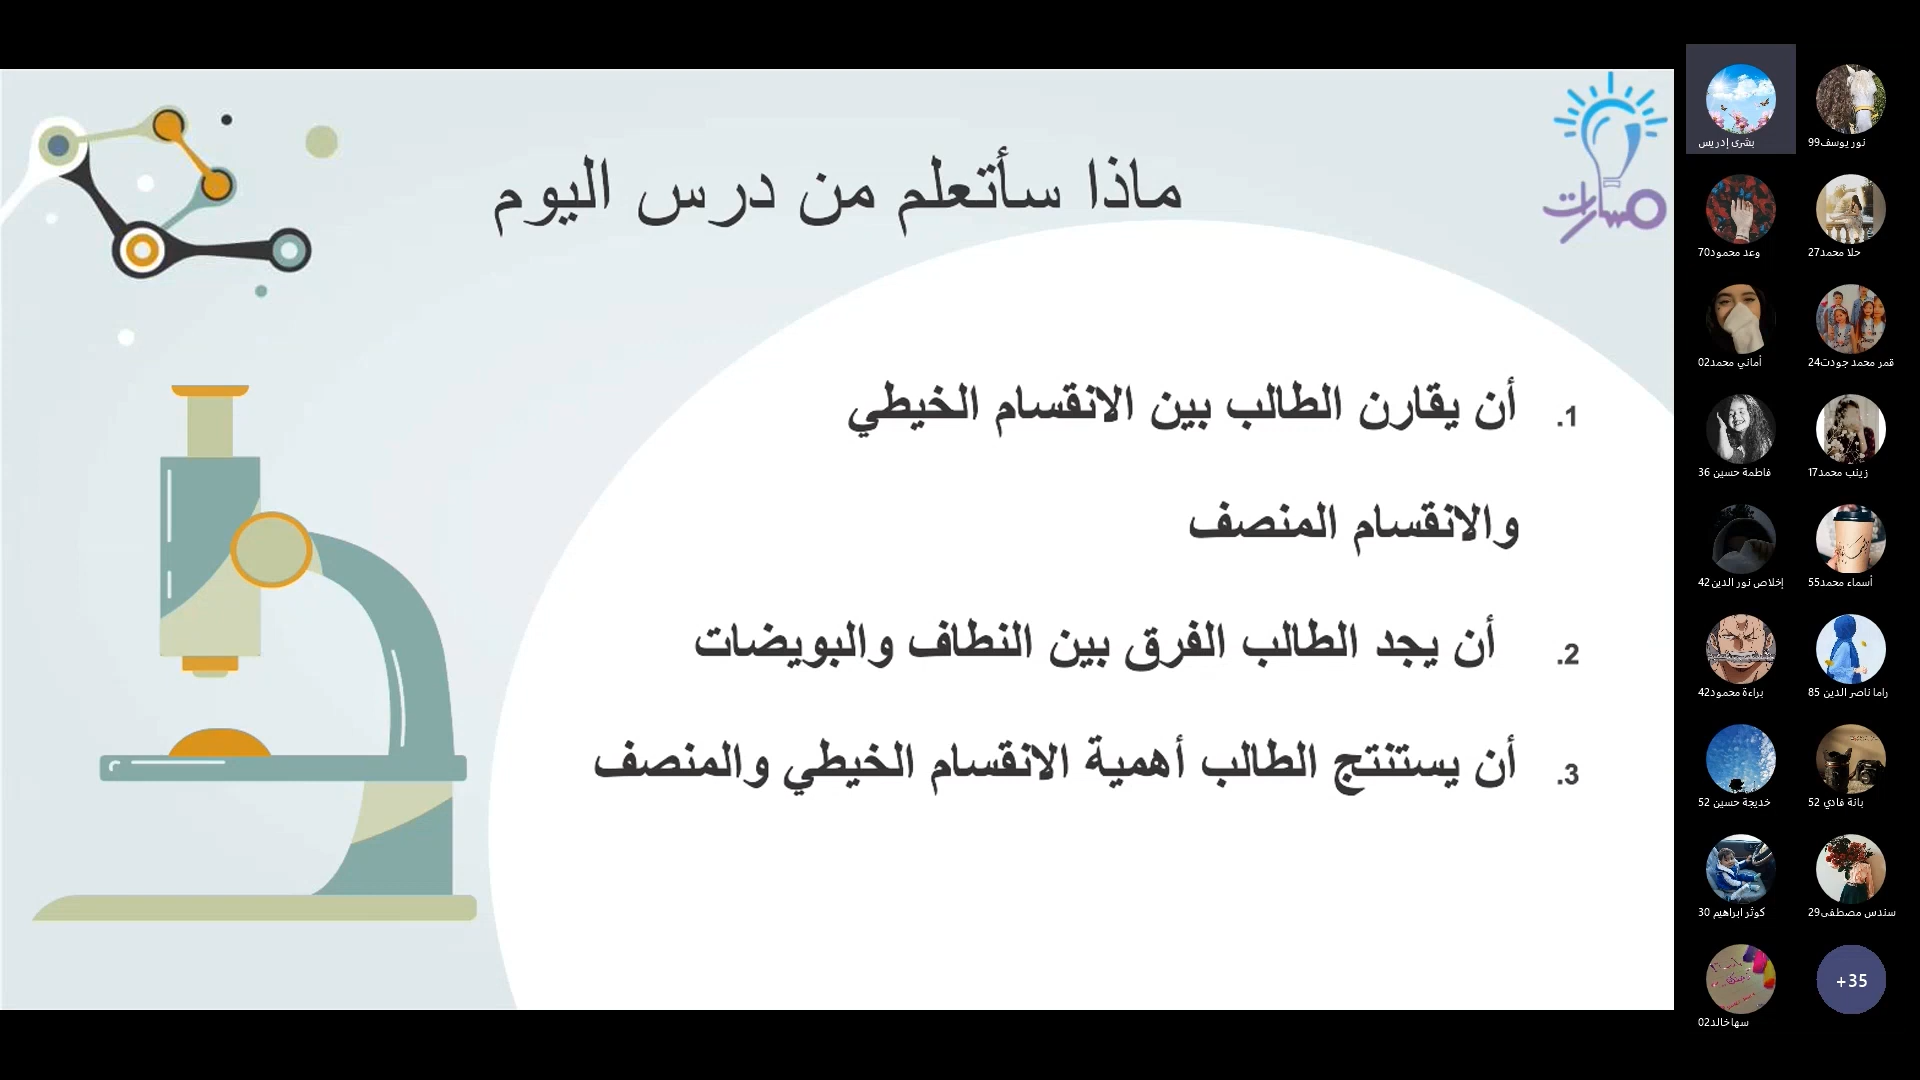 ماذا سأتعلم من درس اليوم
مسارات
1. أن يقارن الطالب بين الانقسام الخيطي
والانقسام المنصف
2. أن يجد الطالب الفرق بين النطاف والبويضات
3. أن يستنتج الطالب أهمية الانقسام الخيطي والمنصف
بشرى إدريس
نور يوسف99
وعد محمود70
حلا محمد27
أماني محمد02
قمر محمد جودت24
فاطمة حسين 36
زينب محمد17
إخلاص نور الدين42
أسماء محمد55
براءة محمود42
راما ناصر الدين 85
خديجة حسين 52
بانة فادي 52
كوثر ابراهيم 30
سندس مصطفى29
سها خالد02
+35